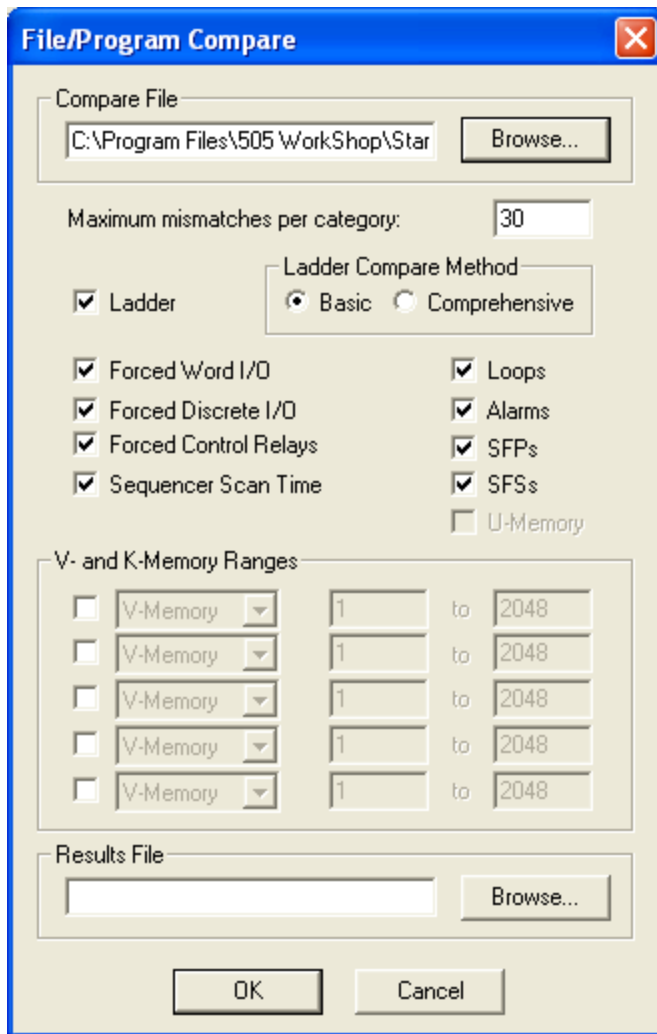 File/Program Compare
Compare File
C:\Program Files\505 WorkShop\Star Browse...
Maximum mismatches per category: 30
Ladder Compare Method
Ladder Basic Comprehensive
Forced Word I/O Loops
Forced Discrete I/O Alarms
Forced Control Relays SFPs
Sequencer Scan Time SFSs
U-Memory
V- and K-Memory Ranges
V-Memory 1 to 2048
V-Memory 1 to 2048
V-Memory 1 to 2048
V-Memory 1 to 2048
V-Memory 1 to 2048
Results File
Browse...
OK Cancel